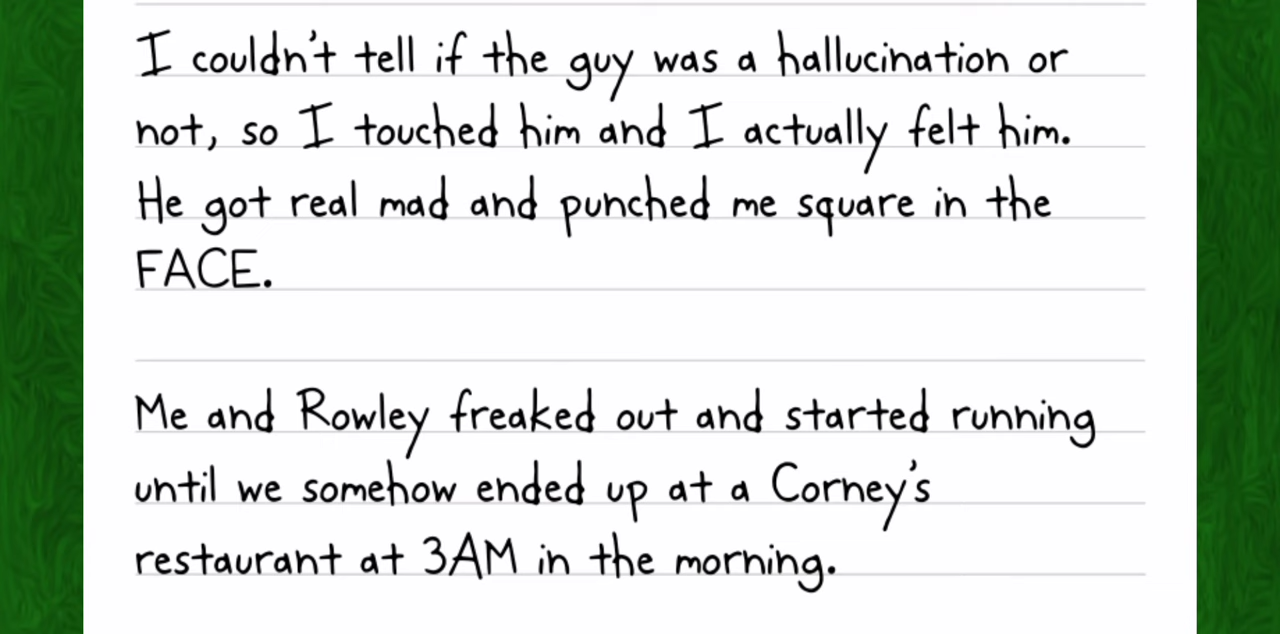 I couldn't tell if the guy was a hallucination or
not, so I touched him and I actually felt him.
He got real mad and punched me square in the
FACE.
Me and Rowley freaked out and started running
until we somehow ended up at a Corney's
restaurant at 3AM in the morning.